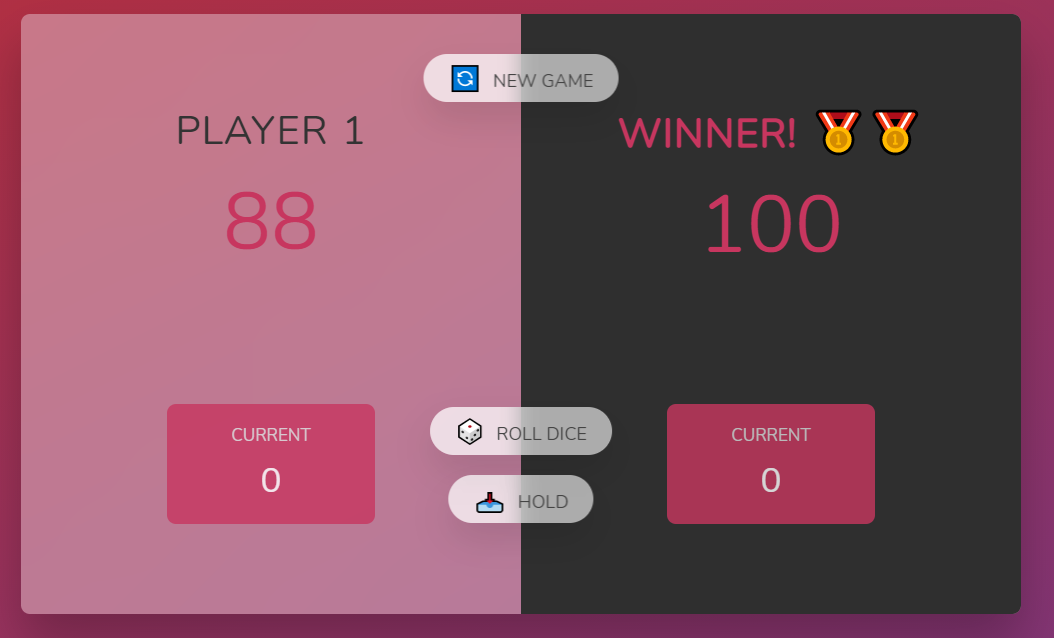 NEW GAME
PLAYER 1
88
WINNER!
100
CURRENT
0
ROLL DICE
HOLD
CURRENT
0